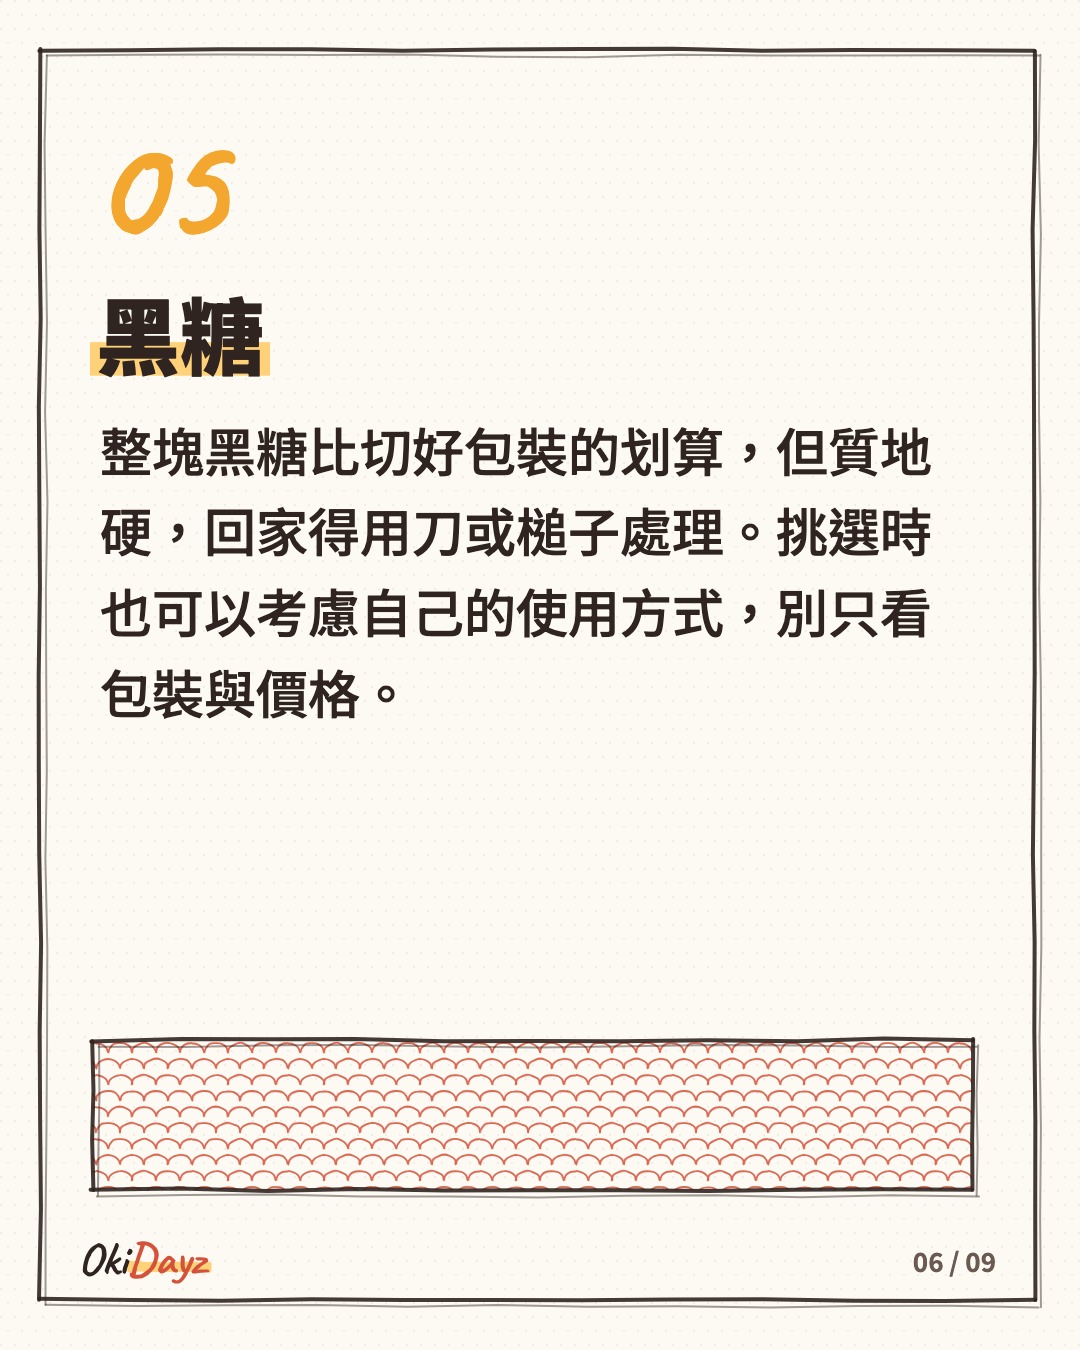 05
黑糖
整塊黑糖比切好包裝的划算，但質地
硬，回家得用刀或槌子處理。挑選時
也可以考慮自己的使用方式，別只看
包裝與價格。
OkiDayz
06 / 09